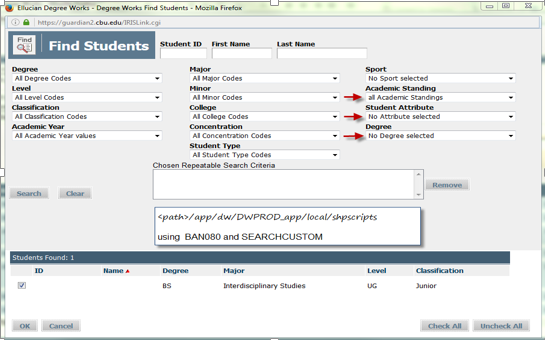 Ellucian Degree Works - Degree Works Find Students - Mozilla Firefox
https://guardian2.cbu.edu/IRISLink.cgi
Find
Find Students
Student ID First Name Last Name
Degree Major Sport
All Degree Codes All Major Codes No Sport selected
Level Minor Academic Standing
All Level Codes All Minor Codes all Academic Standings
Classification College Student Attribute
All Classification Codes All College Codes No Attribute selected
Academic Year Concentration Degree
All Academic Year values All Concentration Codes No Degree selected
Student Type
All Student Type Codes
Chosen Repeatable Search Criteria
Search Clear Remove
<path>/app/dw/DWPROD_app/local/shpscripts
using BAN080 and SEARCHCUSTOM
Students Found: 1
ID Name Degree Major Level Classification
BS Interdisciplinary Studies UG Junior
OK Cancel Check All Uncheck All